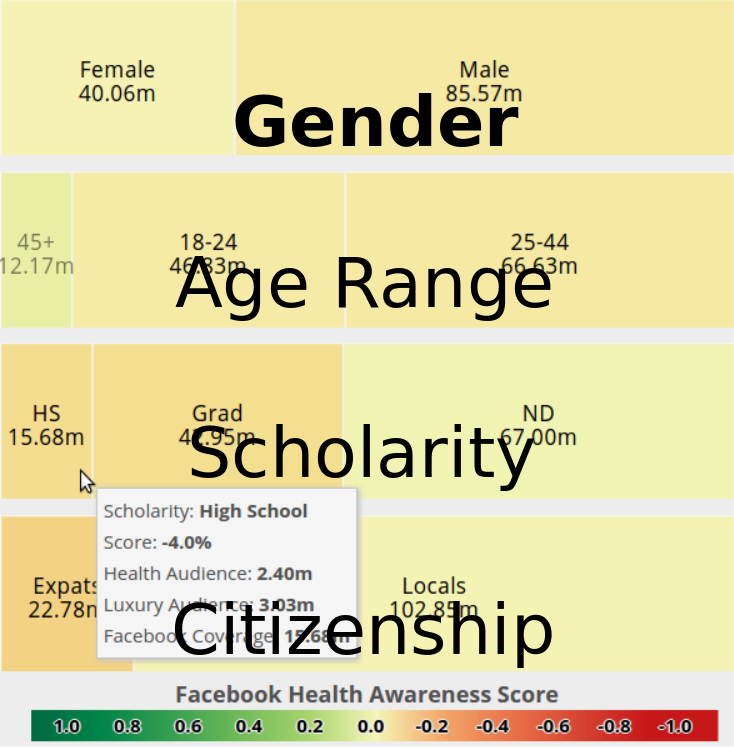 Female Male
40.06m 85.57m
Gender
45+ 18-24 25-44
12.17m 46.83m 66.63m
Age Range
HS Grad ND
15.68m 42.95m 67.00m
Scholarity
Scholarity: High School
Score: -4.0%
Health Audience: 2.40m
Luxury Audience: 3.03m
Facebook Coverage: 15.68m
Expats Locals
22.78m 102.85m
Citizenship
Facebook Health Awareness Score
1.0 0.8 0.6 0.4 0.2 0.0 -0.2 -0.4 -0.6 -0.8 -1.0